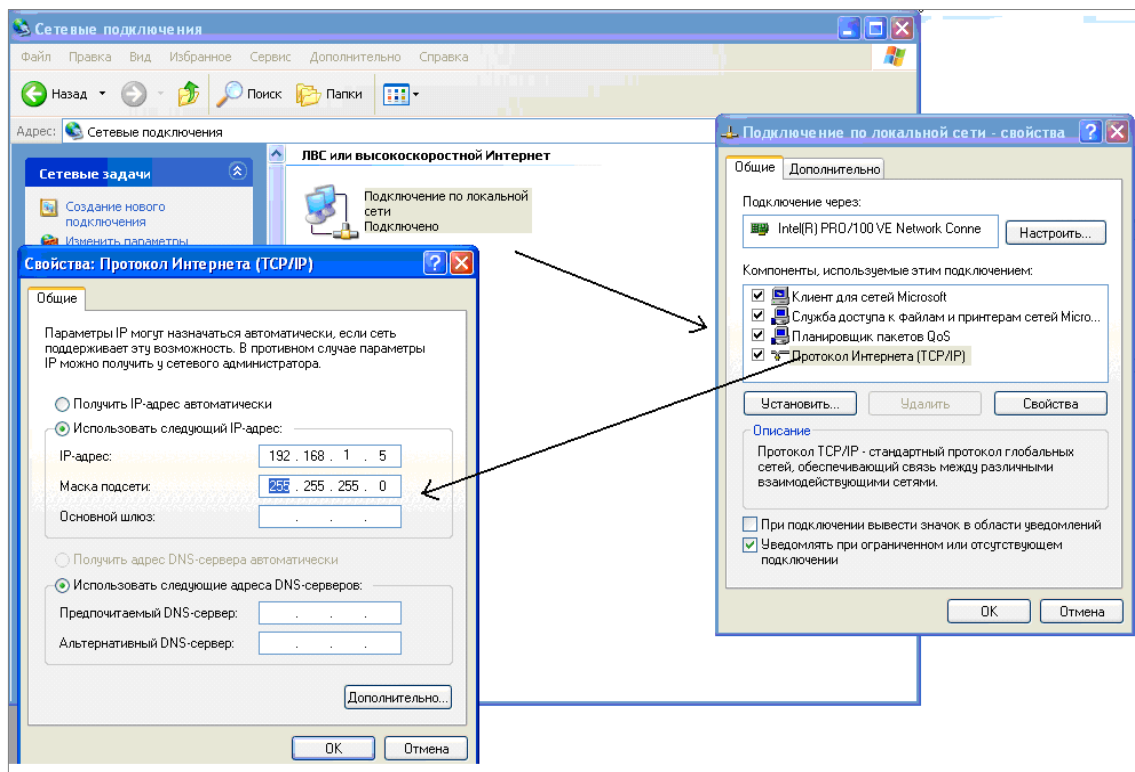 Сетевые подключения
Файл Правка Вид Избранное Сервис Дополнительно Справка
Назад Поиск Папки
Адрес: Сетевые подключения
Сетевые задачи
Создание нового
подключения
Изменить параметры
ЛВС или высокоскоростной Интернет
Подключение по локальной
сети
Подключено
Подключение по локальной сети - свойства
Общие Дополнительно
Подключение через:
Intel(R) PRO/100 VE Network Conne
Настроить...
Компоненты, используемые этим подключением:
Клиент для сетей Microsoft
Служба доступа к файлам и принтерам сетей Micro...
Планировщик пакетов QoS
Протокол Интернета (TCP/IP)
Установить... Удалить Свойства
Описание
Протокол TCP/IP - стандартный протокол глобальных
сетей, обеспечивающий связь между различными
взаимодействующими сетями.
При подключении вывести значок в области уведомлений
Уведомлять при ограниченном или отсутствующем
подключении
OK Отмена
Свойства: Протокол Интернета (TCP/IP)
Общие
Параметры IP могут назначаться автоматически, если сеть
поддерживает эту возможность. В противном случае параметры
IP можно получить у сетевого администратора.
Получить IP-адрес автоматически
Использовать следующий IP-адрес:
IP-адрес: 192 . 168 . 1 . 5
Маска подсети: 255 . 255 . 255 . 0
Основной шлюз: . . .
Получить адрес DNS-сервера автоматически
Использовать следующие адреса DNS-серверов:
Предпочитаемый DNS-сервер: . . .
Альтернативный DNS-сервер: . . .
Дополнительно...
OK Отмена